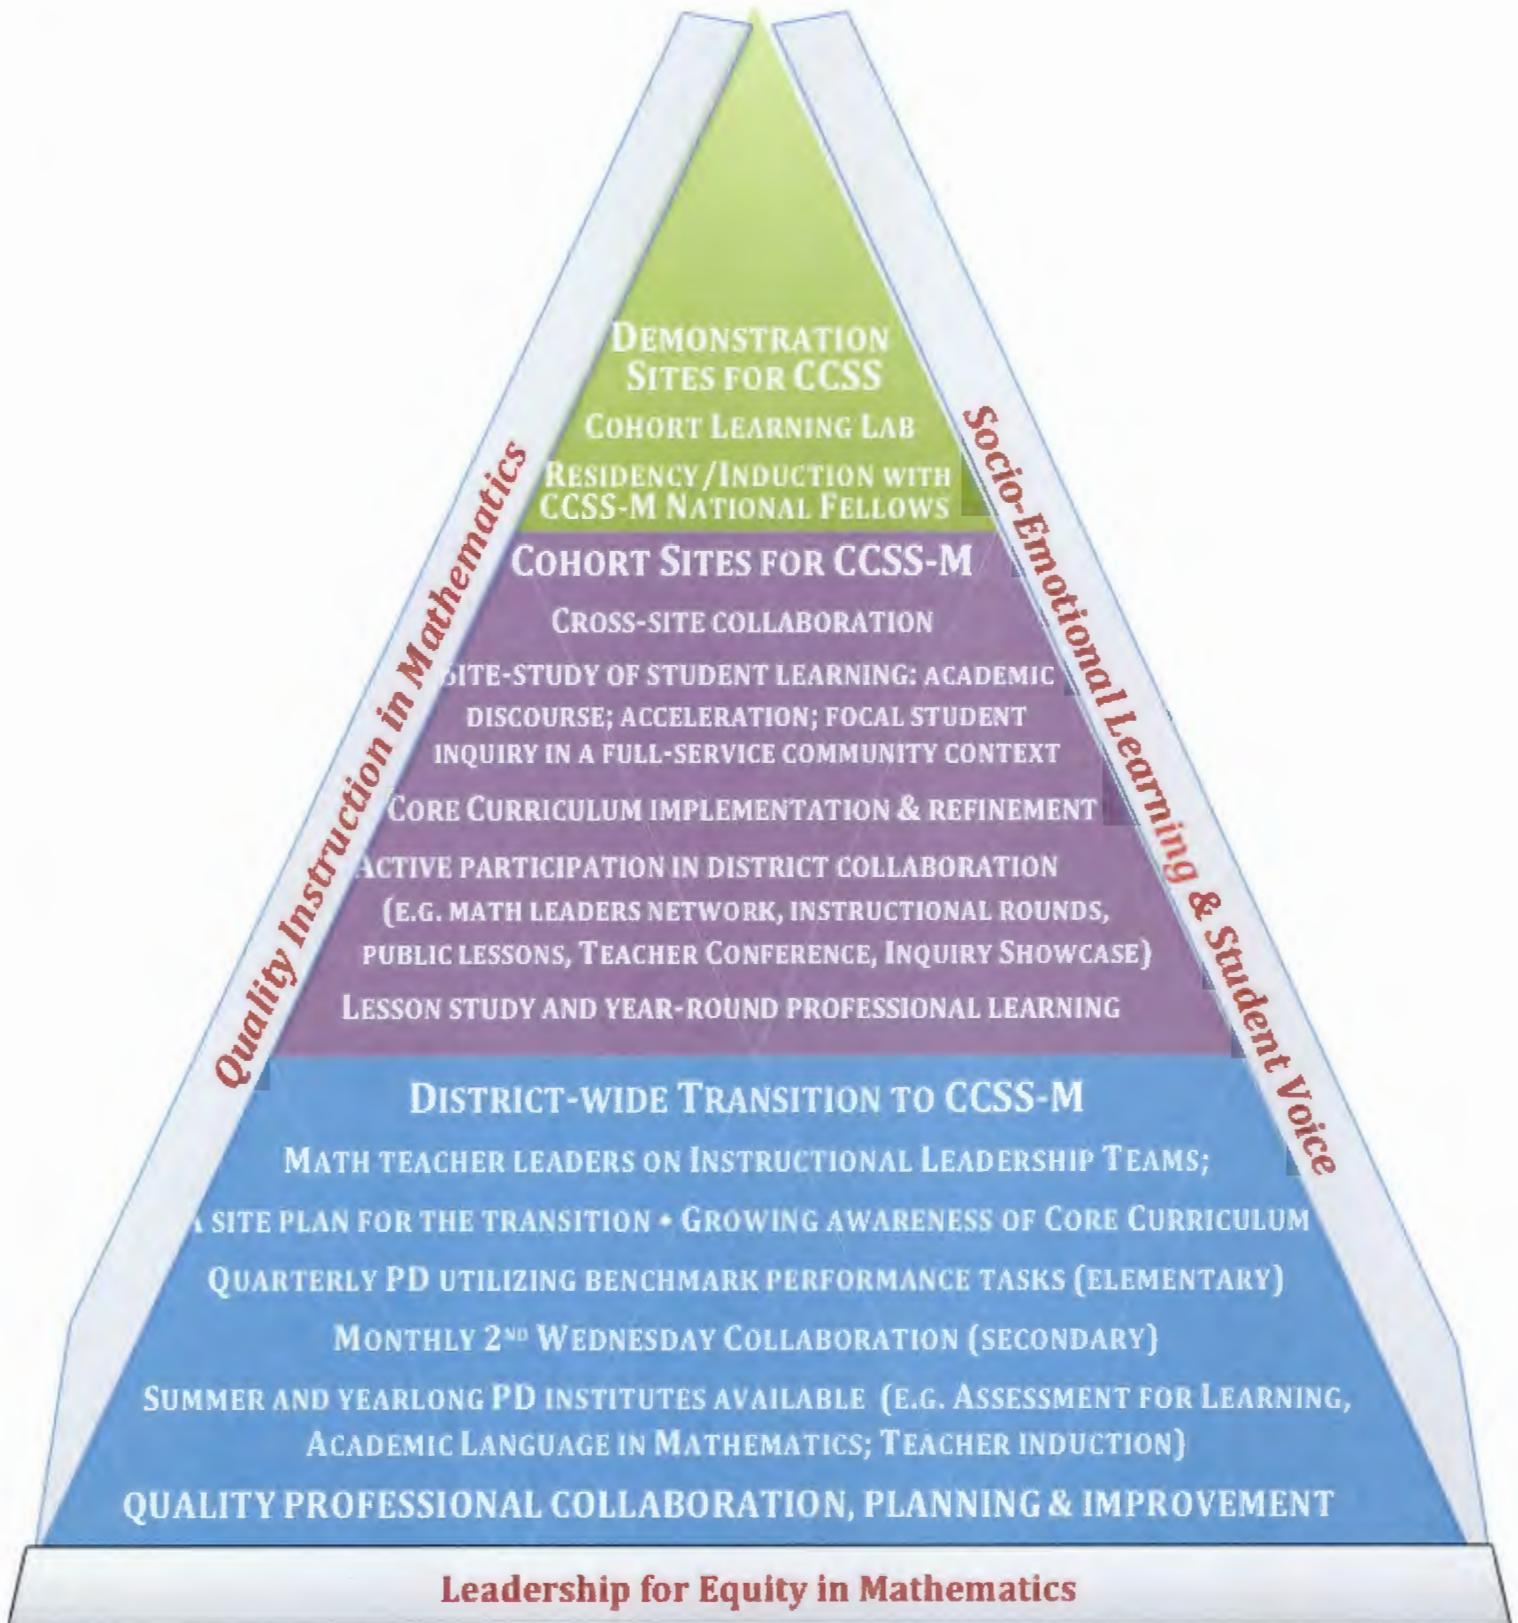 DEMONSTRATION
SITES FOR CCSS
COHORT LEARNING LAB
RESIDENCY/INDUCTION WITH
CCSS-M NATIONAL FELLOWS
COHORT SITES FOR CCSS-M
CROSS-SITE COLLABORATION
SITE-STUDY OF STUDENT LEARNING: ACADEMIC
DISCOURSE; ACCELERATION; FOCAL STUDENT
INQUIRY IN A FULL-SERVICE COMMUNITY CONTEXT
CORE CURRICULUM IMPLEMENTATION & REFINEMENT
ACTIVE PARTICIPATION IN DISTRICT COLLABORATION
(E.G. MATH LEADERS NETWORK, INSTRUCTIONAL ROUNDS,
PUBLIC LESSONS, TEACHER CONFERENCE, INQUIRY SHOWCASE)
LESSON STUDY AND YEAR-ROUND PROFESSIONAL LEARNING
DISTRICT-WIDE TRANSITION TO CCSS-M
MATH TEACHER LEADERS ON INSTRUCTIONAL LEADERSHIP TEAMS;
A SITE PLAN FOR THE TRANSITION • GROWING AWARENESS OF CORE CURRICULUM
QUARTERLY PD UTILIZING BENCHMARK PERFORMANCE TASKS (ELEMENTARY)
MONTHLY 2ND WEDNESDAY COLLABORATION (SECONDARY)
SUMMER AND YEARLONG PD INSTITUTES AVAILABLE (E.G. ASSESSMENT FOR LEARNING,
ACADEMIC LANGUAGE IN MATHEMATICS; TEACHER INDUCTION)
QUALITY PROFESSIONAL COLLABORATION, PLANNING & IMPROVEMENT
Quality Instruction in Mathematics
Socio-Emotional Learning & Student Voice
Leadership for Equity in Mathematics